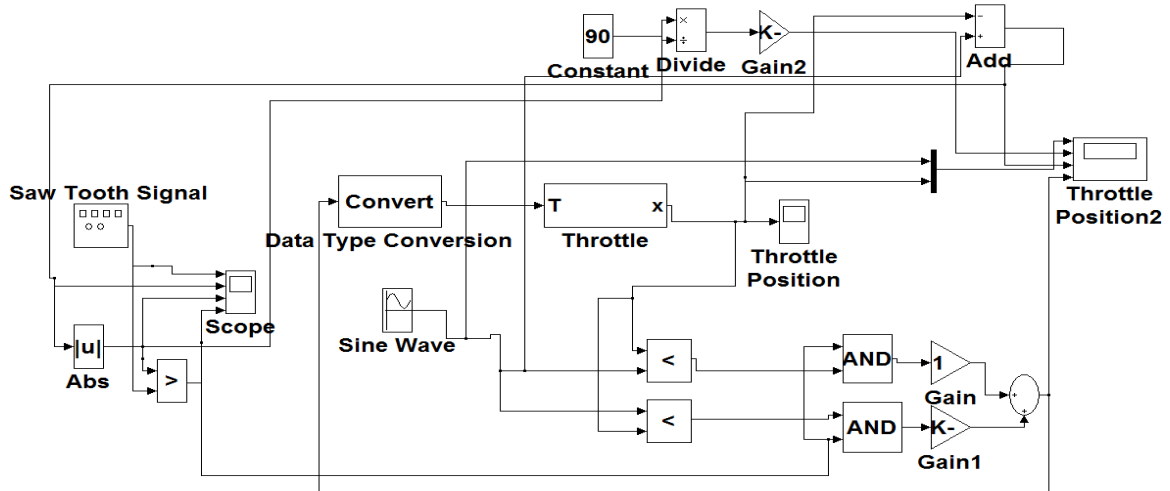 90
×
÷
K-
−
+
Constant
Divide
Gain2
Add
Saw Tooth Signal
Convert
T
x
Data Type Conversion
Throttle
Throttle
Position
Throttle
Position2
Scope
Sine Wave
|u|
Abs
>
<
<
AND
AND
1
Gain
K-
Gain1
+
+